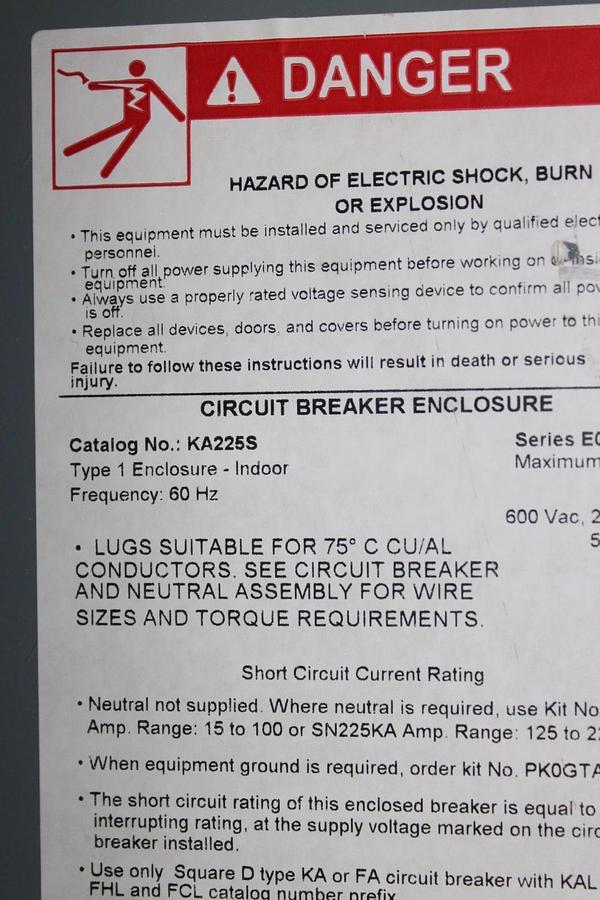 DANGER
HAZARD OF ELECTRIC SHOCK, BURN
OR EXPLOSION
• This equipment must be installed and serviced only by qualified elect
personnel.
• Turn off all power supplying this equipment before working on insi
equipment.
• Always use a properly rated voltage sensing device to confirm all pow
is off.
• Replace all devices, doors, and covers before turning on power to thi
equipment.
Failure to follow these instructions will result in death or serious
injury.
CIRCUIT BREAKER ENCLOSURE
Catalog No.: KA225S
Series E0
Type 1 Enclosure - Indoor
Maximum
Frequency: 60 Hz
600 Vac, 2
5
• LUGS SUITABLE FOR 75° C CU/AL
CONDUCTORS. SEE CIRCUIT BREAKER
AND NEUTRAL ASSEMBLY FOR WIRE
SIZES AND TORQUE REQUIREMENTS.
Short Circuit Current Rating
• Neutral not supplied. Where neutral is required, use Kit No
Amp. Range: 15 to 100 or SN225KA Amp. Range: 125 to 22
• When equipment ground is required, order kit No. PK0GTA
• The short circuit rating of this enclosed breaker is equal to
interrupting rating, at the supply voltage marked on the circ
breaker installed.
• Use only Square D type KA or FA circuit breaker with KAL
FHL and FCL catalog number prefix